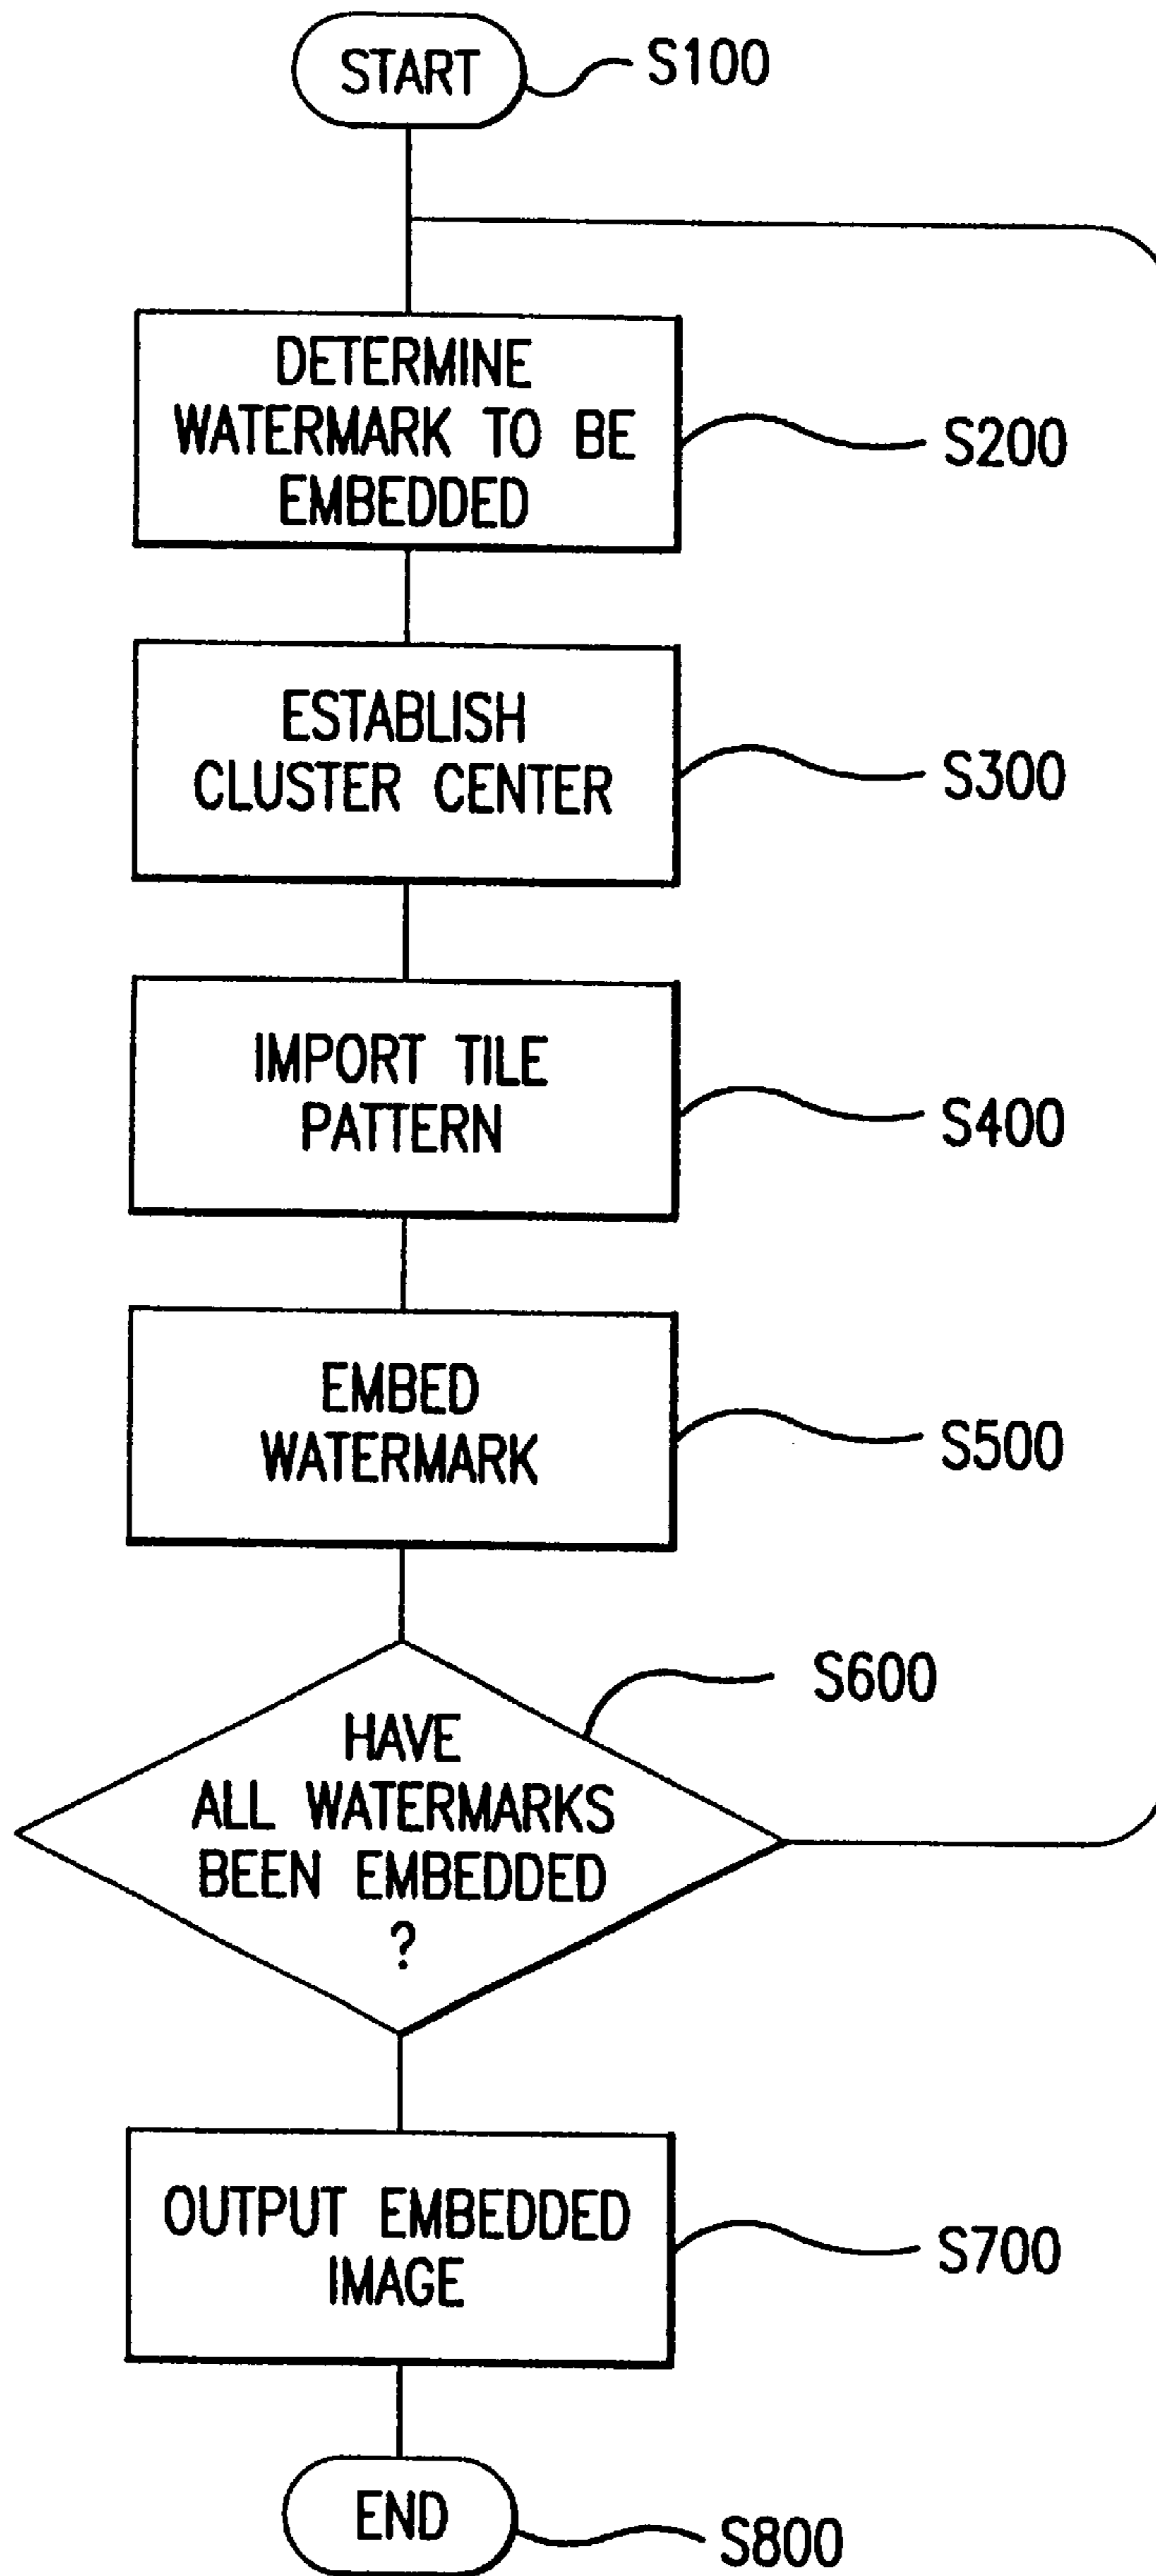 START
S100
DETERMINE
WATERMARK TO BE
EMBEDDED
S200
ESTABLISH
CLUSTER CENTER
S300
IMPORT TILE
PATTERN
S400
EMBED
WATERMARK
S500
HAVE
ALL WATERMARKS
BEEN EMBEDDED
?
S600
OUTPUT EMBEDDED
IMAGE
S700
END
S800